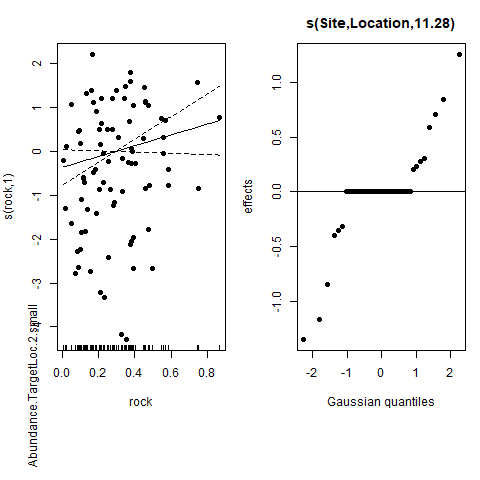 s(Site,Location,11.28)
s(rock,1)
2
1
0
-1
-2
-3
-4
0.0 0.2 0.4 0.6 0.8
rock
Abundance.TargetLoc.2.small
effects
1.0
0.5
0.0
-0.5
-1.0
-2 -1 0 1 2
Gaussian quantiles